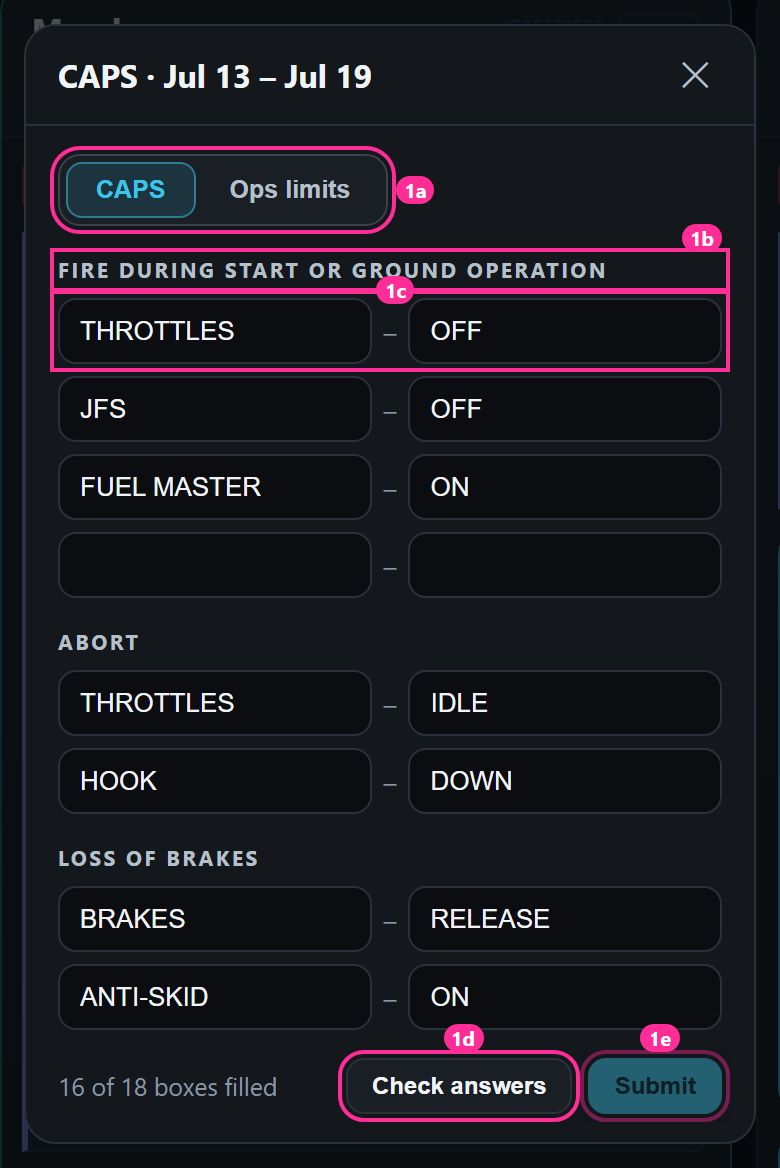 CAPS · Jul 13 – Jul 19
CAPS Ops limits 1a
1b
FIRE DURING START OR GROUND OPERATION
1c
THROTTLES – OFF
JFS – OFF
FUEL MASTER – ON
–
ABORT
THROTTLES – IDLE
HOOK – DOWN
LOSS OF BRAKES
BRAKES – RELEASE
ANTI-SKID – ON
1d 1e
16 of 18 boxes filled Check answers Submit